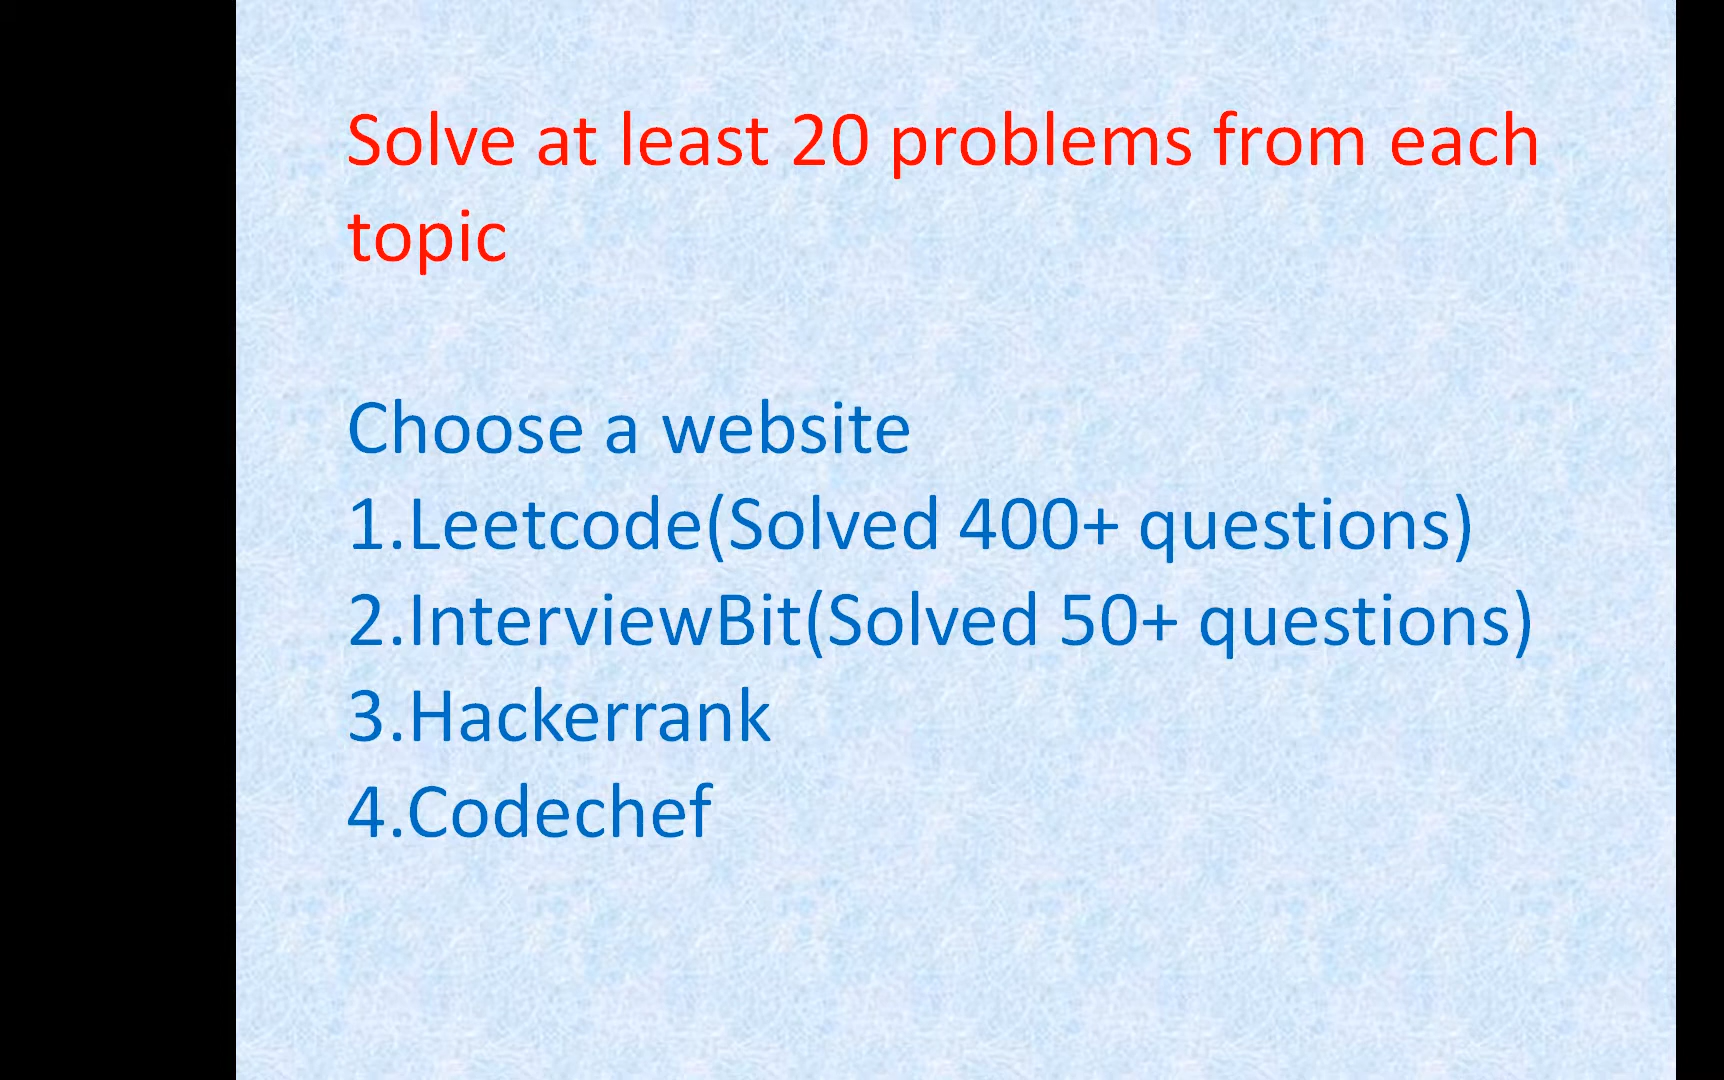 Solve at least 20 problems from each
topic
Choose a website
1.Leetcode(Solved 400+ questions)
2.InterviewBit(Solved 50+ questions)
3.Hackerrank
4.Codechef